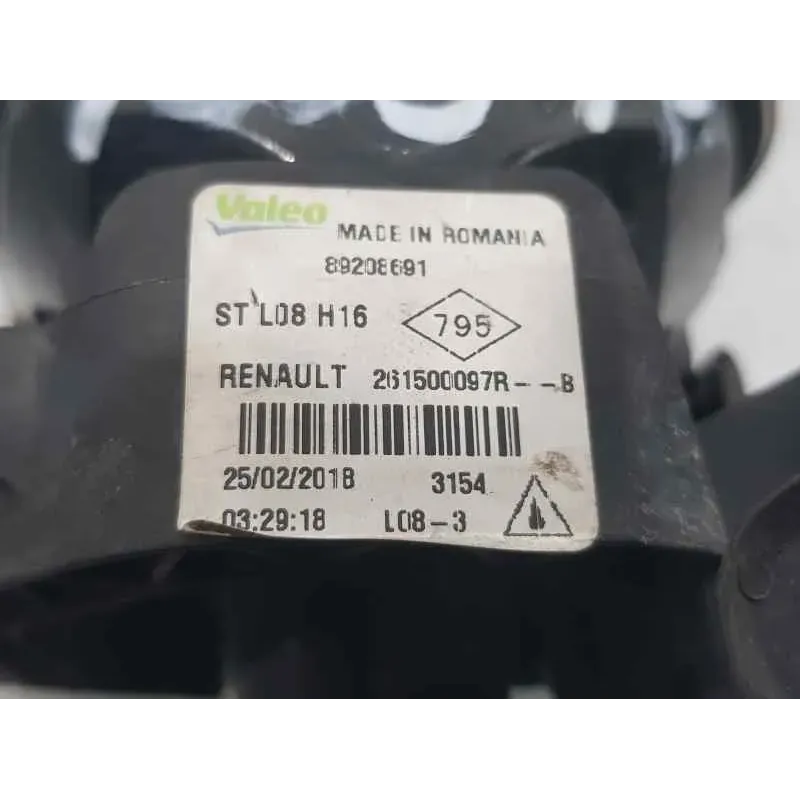 Valeo
MADE IN ROMANIA
89208691
ST L08 H16
795
RENAULT 261500097R--B
25/02/2018 3154
03:29:18 L08-3